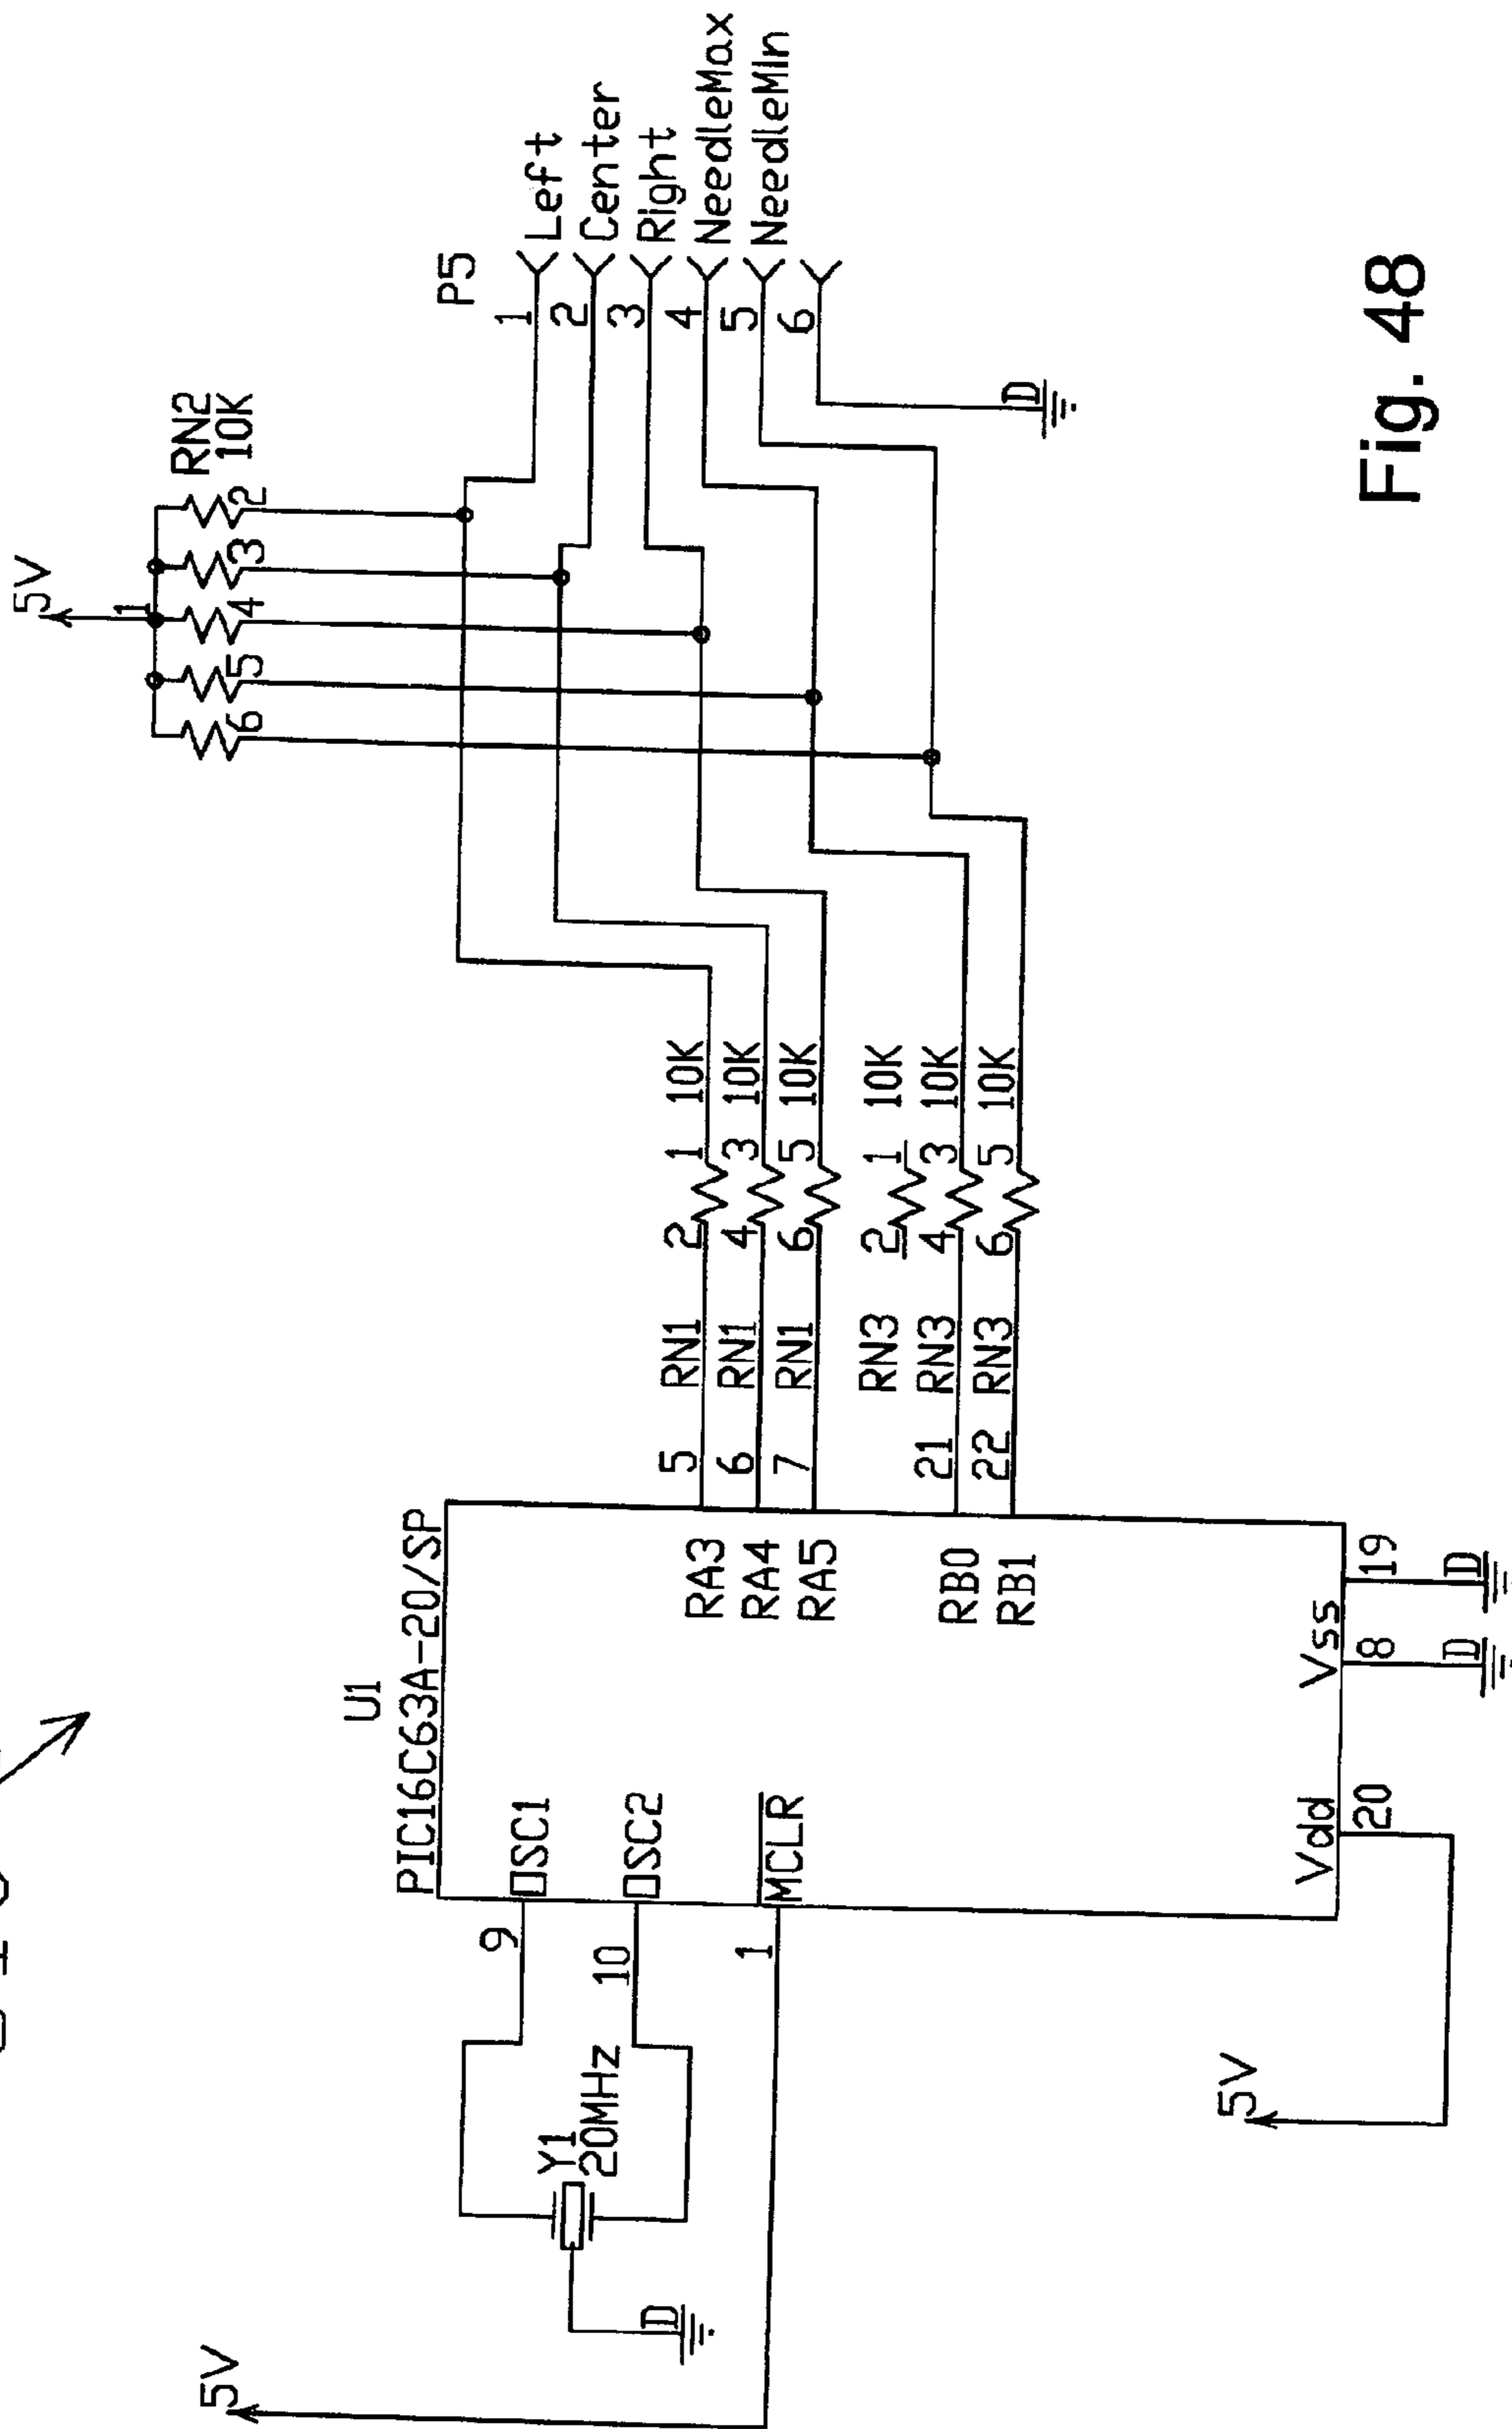 5V
Y1
20MHz
D
9
10
1
U1
PIC16C63A-20/SP
OSC1
OSC2
MCLR
RA3
RA4
RA5
RB0
RB1
Vdd
Vss
20
8
19
5V
D
D
5 RN1 2 1 10K
6 RN1 4 3 10K
7 RN1 6 5 10K
RN3 2 1 10K
21 RN3 4 3 10K
22 RN3 6 5 10K
5V
1
RN2
10K
6 5 4 3 2
P5
1 Left
2 Center
3 Right
4 NeedleMax
5 NeedleMin
6
D
Fig. 48